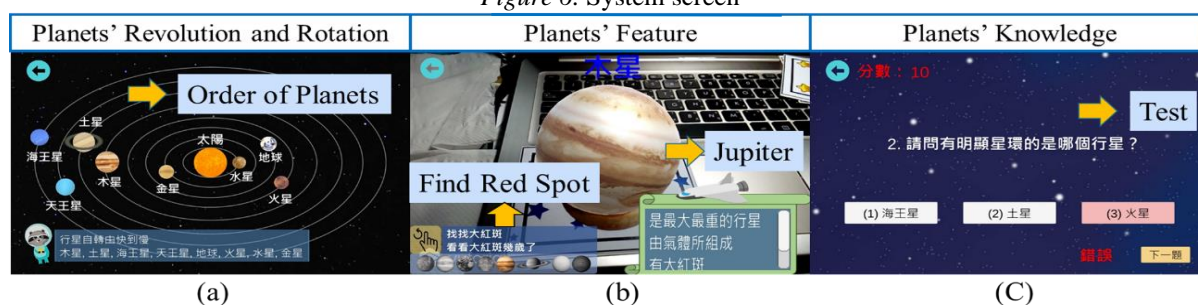 Figure 6. System screen
Planets’ Revolution and Rotation
Planets’ Feature
Planets’ Knowledge
Order of Planets
土星
太陽
海王星
地球
木星
水星
金星
火星
天王星
行星自轉由快到慢
木星, 土星, 海王星, 天王星, 地球, 火星, 水星, 金星
木星
Jupiter
Find Red Spot
找找大紅斑
看看大紅斑幾歲了
是最大最重的行星
由氣體所組成
有大紅斑
分數：10
Test
2. 請問有明顯星環的是哪個行星？
(1) 海王星
(2) 土星
(3) 火星
錯誤
下一題
(a)
(b)
(C)